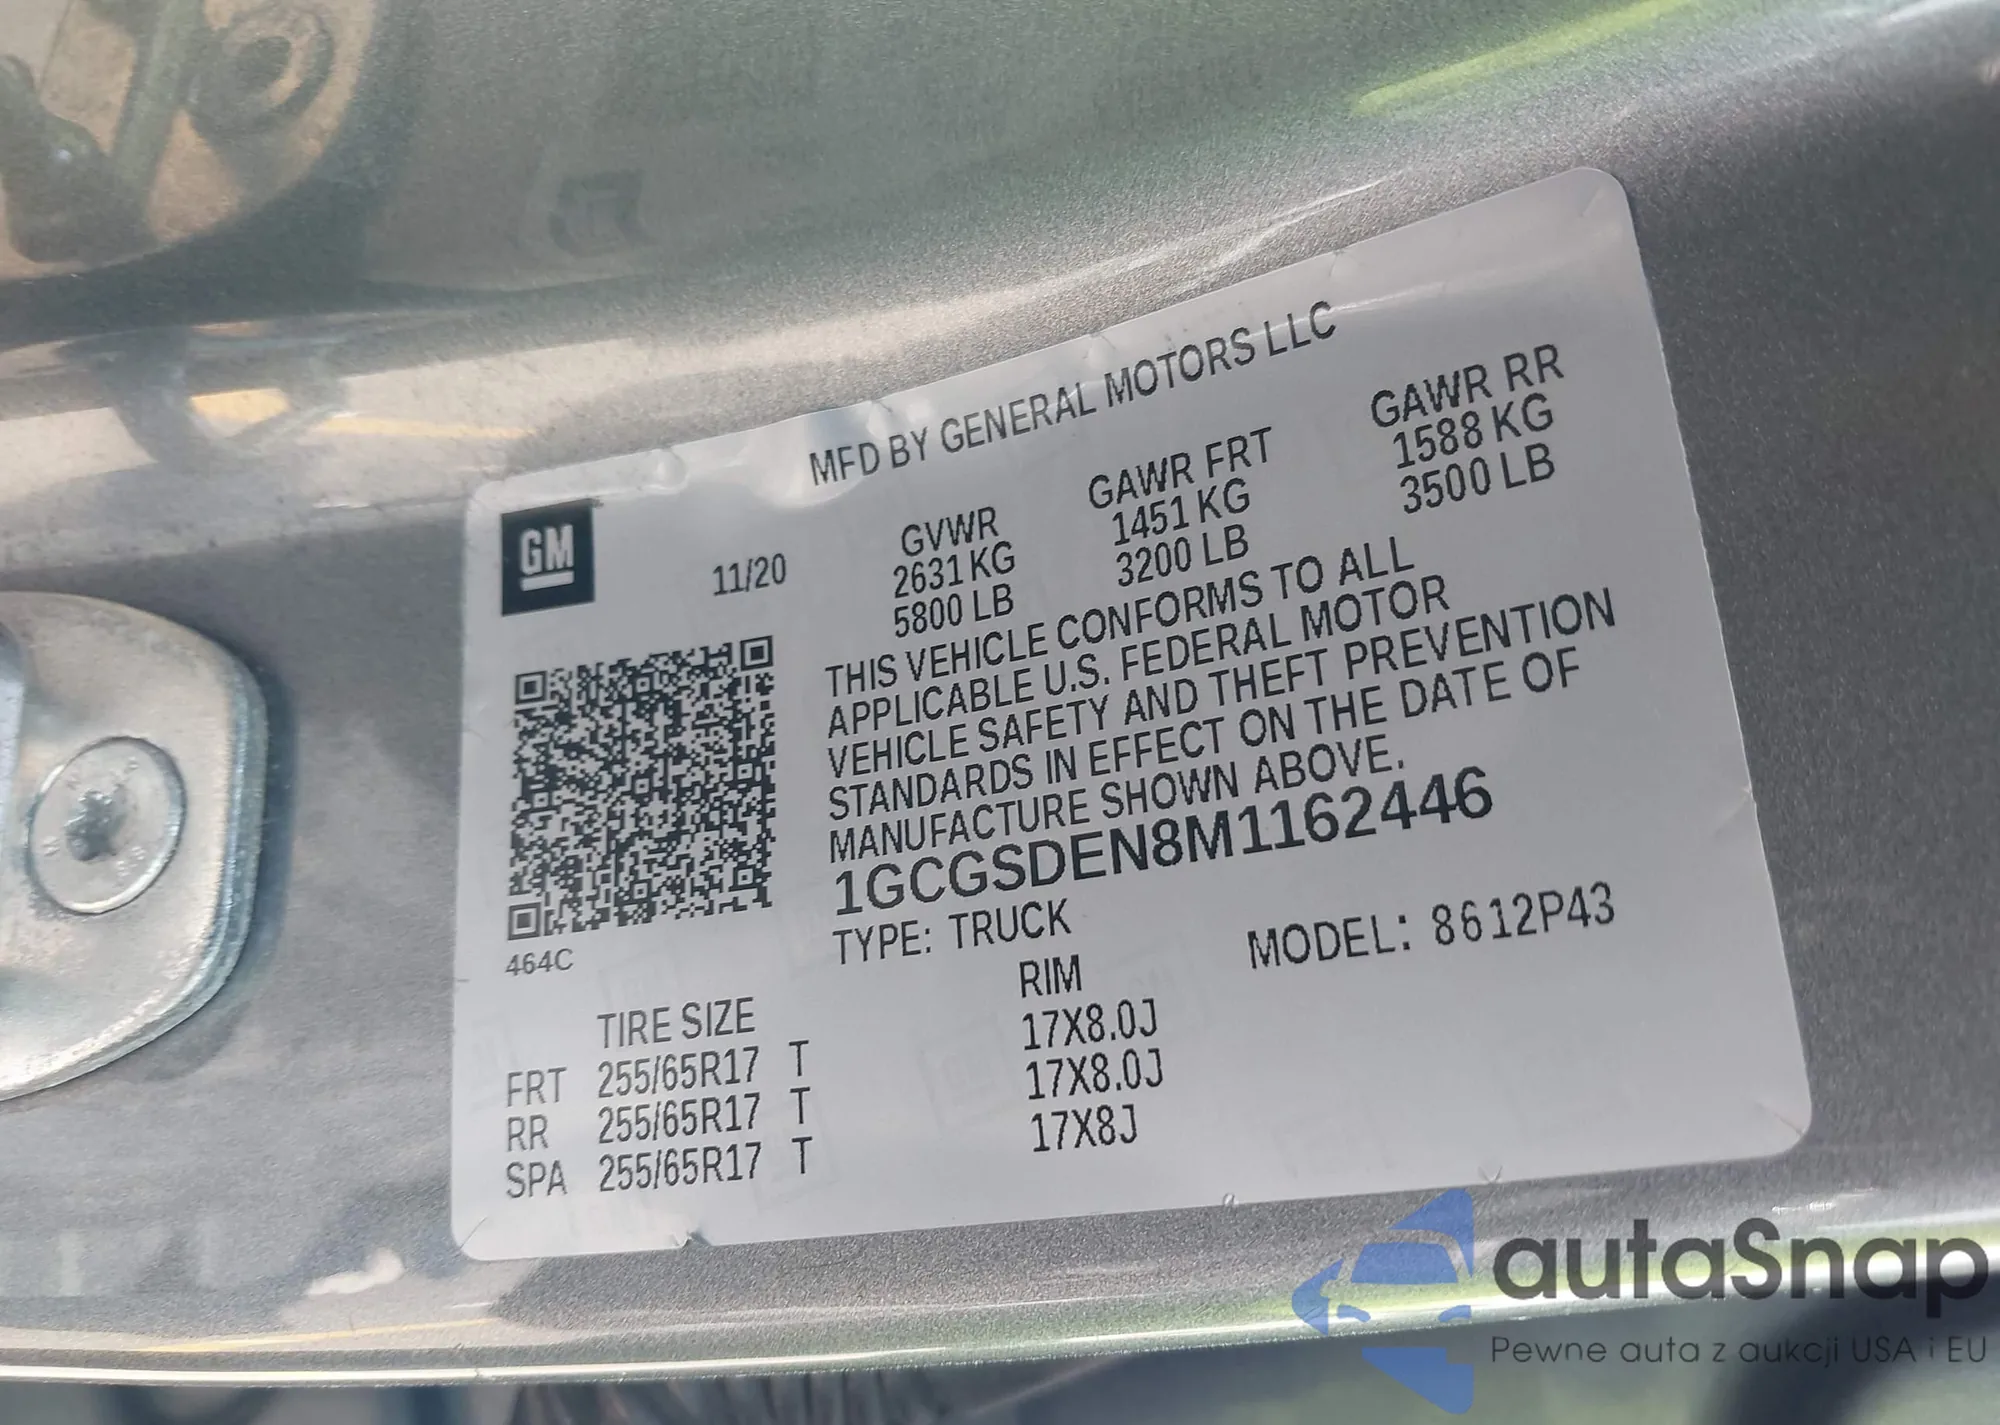 MFD BY GENERAL MOTORS LLC
GM
11/20
GVWR GAWR FRT GAWR RR
2631 KG 1451 KG 1588 KG
5800 LB 3200 LB 3500 LB
THIS VEHICLE CONFORMS TO ALL
APPLICABLE U.S. FEDERAL MOTOR
VEHICLE SAFETY AND THEFT PREVENTION
STANDARDS IN EFFECT ON THE DATE OF
MANUFACTURE SHOWN ABOVE.
1GCGSDEN8M1162446
TYPE: TRUCK MODEL: 8612P43
464C
TIRE SIZE RIM
FRT 255/65R17 T 17X8.0J
RR 255/65R17 T 17X8.0J
SPA 255/65R17 T 17X8J
autaSnap
Pewne auta z aukcji USA i EU